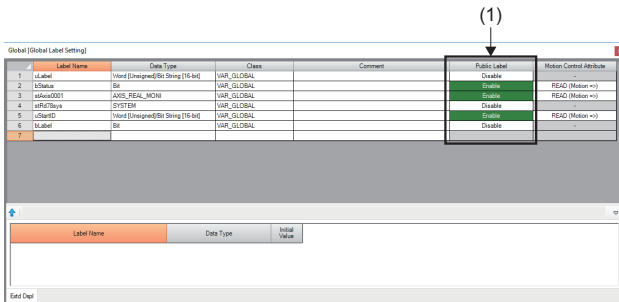 (1)
Global [Global Label Setting]
Label Name Data Type Class Comment Public Label Motion Control Attribute
1 uLabel Word [Unsigned]/Bit String [16-bit] VAR_GLOBAL Disable -
2 bStatus Bit VAR_GLOBAL Enable READ (Motion =>)
3 stAxis0001 AXIS_REAL_MONI VAR_GLOBAL Enable READ (Motion =>)
4 stRd78sys SYSTEM VAR_GLOBAL Disable -
5 uStartID Word [Unsigned]/Bit String [16-bit] VAR_GLOBAL Enable READ (Motion =>)
6 bLabel Bit VAR_GLOBAL Disable -
7
Label Name Data Type Initial Value
Extd Dspl